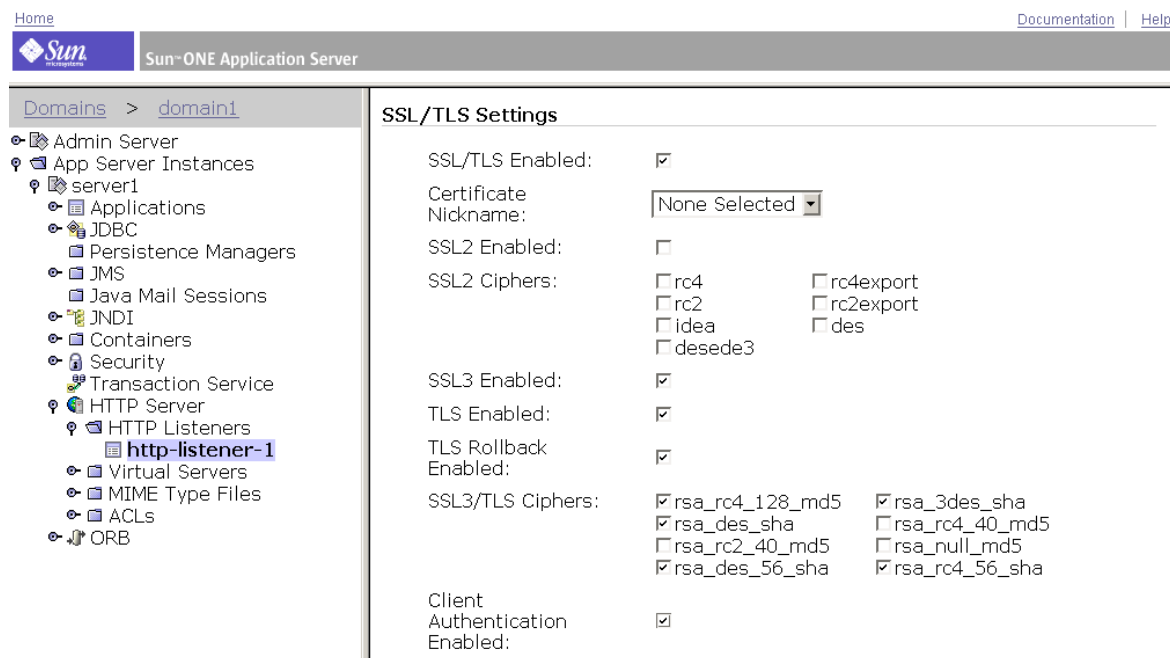 Home
Documentation | Help
Sun
microsystems
Sun™ ONE Application Server
Domains > domain1
Admin Server
App Server Instances
server1
Applications
JDBC
Persistence Managers
JMS
Java Mail Sessions
JNDI
Containers
Security
Transaction Service
HTTP Server
HTTP Listeners
http-listener-1
Virtual Servers
MIME Type Files
ACLs
ORB
SSL/TLS Settings
SSL/TLS Enabled:
Certificate
Nickname:
None Selected
SSL2 Enabled:
SSL2 Ciphers:
rc4 rc4export
rc2 rc2export
idea des
desede3
SSL3 Enabled:
TLS Enabled:
TLS Rollback
Enabled:
SSL3/TLS Ciphers:
rsa_rc4_128_md5 rsa_3des_sha
rsa_des_sha rsa_rc4_40_md5
rsa_rc2_40_md5 rsa_null_md5
rsa_des_56_sha rsa_rc4_56_sha
Client
Authentication
Enabled: